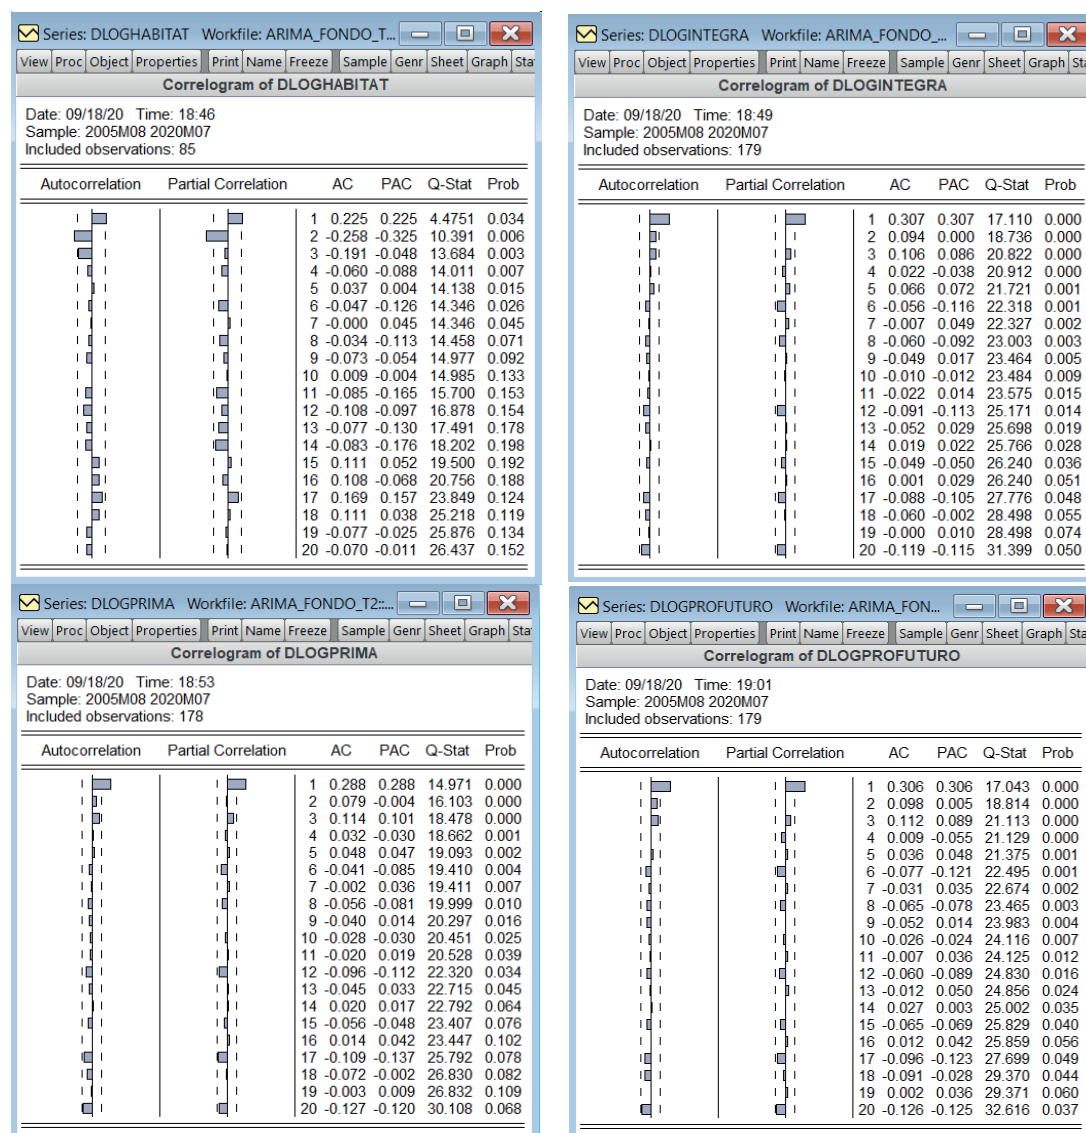 Series: DLOGHABITAT Workfile: ARIMA_FONDO_T...
View Proc Object Properties Print Name Freeze Sample Genr Sheet Graph Sta
Correlogram of DLOGHABITAT
Date: 09/18/20 Time: 18:46
Sample: 2005M08 2020M07
Included observations: 85
Autocorrelation Partial Correlation AC PAC Q-Stat Prob
1 0.225 0.225 4.4751 0.034
2 -0.258 -0.325 10.391 0.006
3 -0.191 -0.048 13.684 0.003
4 -0.060 -0.088 14.011 0.007
5 0.037 0.004 14.138 0.015
6 -0.047 -0.126 14.346 0.026
7 -0.000 0.045 14.346 0.045
8 -0.034 -0.113 14.458 0.071
9 -0.073 -0.054 14.977 0.092
10 0.009 -0.004 14.985 0.133
11 -0.085 -0.165 15.700 0.153
12 -0.108 -0.097 16.878 0.154
13 -0.077 -0.130 17.491 0.178
14 -0.083 -0.176 18.202 0.198
15 0.111 0.052 19.500 0.192
16 0.108 -0.068 20.756 0.188
17 0.169 0.157 23.849 0.124
18 0.111 0.038 25.218 0.119
19 -0.077 -0.025 25.876 0.134
20 -0.070 -0.011 26.437 0.152
Series: DLOGINTEGRA Workfile: ARIMA_FONDO_...
View Proc Object Properties Print Name Freeze Sample Genr Sheet Graph St
Correlogram of DLOGINTEGRA
Date: 09/18/20 Time: 18:49
Sample: 2005M08 2020M07
Included observations: 179
Autocorrelation Partial Correlation AC PAC Q-Stat Prob
1 0.307 0.307 17.110 0.000
2 0.094 0.000 18.736 0.000
3 0.106 0.086 20.822 0.000
4 0.022 -0.038 20.912 0.000
5 0.066 0.072 21.721 0.001
6 -0.056 -0.116 22.318 0.001
7 -0.007 0.049 22.327 0.002
8 -0.060 -0.092 23.003 0.003
9 -0.049 0.017 23.464 0.005
10 -0.010 -0.012 23.484 0.009
11 -0.022 0.014 23.575 0.015
12 -0.091 -0.113 25.171 0.014
13 -0.052 0.029 25.698 0.019
14 0.019 0.022 25.766 0.028
15 -0.049 -0.050 26.240 0.036
16 0.001 0.029 26.240 0.051
17 -0.088 -0.105 27.776 0.048
18 -0.060 -0.002 28.498 0.055
19 -0.000 0.010 28.498 0.074
20 -0.119 -0.115 31.399 0.050
Series: DLOGPRIMA Workfile: ARIMA_FONDO_T2::...
View Proc Object Properties Print Name Freeze Sample Genr Sheet Graph Sta
Correlogram of DLOGPRIMA
Date: 09/18/20 Time: 18:53
Sample: 2005M08 2020M07
Included observations: 178
Autocorrelation Partial Correlation AC PAC Q-Stat Prob
1 0.288 0.288 14.971 0.000
2 0.079 -0.004 16.103 0.000
3 0.114 0.101 18.478 0.000
4 0.032 -0.030 18.662 0.001
5 0.048 0.047 19.093 0.002
6 -0.041 -0.085 19.410 0.004
7 -0.002 0.036 19.411 0.007
8 -0.056 -0.081 19.999 0.010
9 -0.040 0.014 20.297 0.016
10 -0.028 -0.030 20.451 0.025
11 -0.020 0.019 20.528 0.039
12 -0.096 -0.112 22.320 0.034
13 -0.045 0.033 22.715 0.045
14 0.020 0.017 22.792 0.064
15 -0.056 -0.048 23.407 0.076
16 0.014 0.042 23.447 0.102
17 -0.109 -0.137 25.792 0.078
18 -0.072 -0.002 26.830 0.082
19 -0.003 0.009 26.832 0.109
20 -0.127 -0.120 30.108 0.068
Series: DLOGPROFUTURO Workfile: ARIMA_FON...
View Proc Object Properties Print Name Freeze Sample Genr Sheet Graph St
Correlogram of DLOGPROFUTURO
Date: 09/18/20 Time: 19:01
Sample: 2005M08 2020M07
Included observations: 179
Autocorrelation Partial Correlation AC PAC Q-Stat Prob
1 0.306 0.306 17.043 0.000
2 0.098 0.005 18.814 0.000
3 0.112 0.089 21.113 0.000
4 0.009 -0.055 21.129 0.000
5 0.036 0.048 21.375 0.001
6 -0.077 -0.121 22.495 0.001
7 -0.031 0.035 22.674 0.002
8 -0.065 -0.078 23.465 0.003
9 -0.052 0.014 23.983 0.004
10 -0.026 -0.024 24.116 0.007
11 -0.007 0.036 24.125 0.012
12 -0.060 -0.089 24.830 0.016
13 -0.012 0.050 24.856 0.024
14 0.027 0.003 25.002 0.035
15 -0.065 -0.069 25.829 0.040
16 0.012 0.042 25.859 0.056
17 -0.096 -0.123 27.699 0.049
18 -0.091 -0.028 29.370 0.044
19 0.002 0.036 29.371 0.060
20 -0.126 -0.125 32.616 0.037